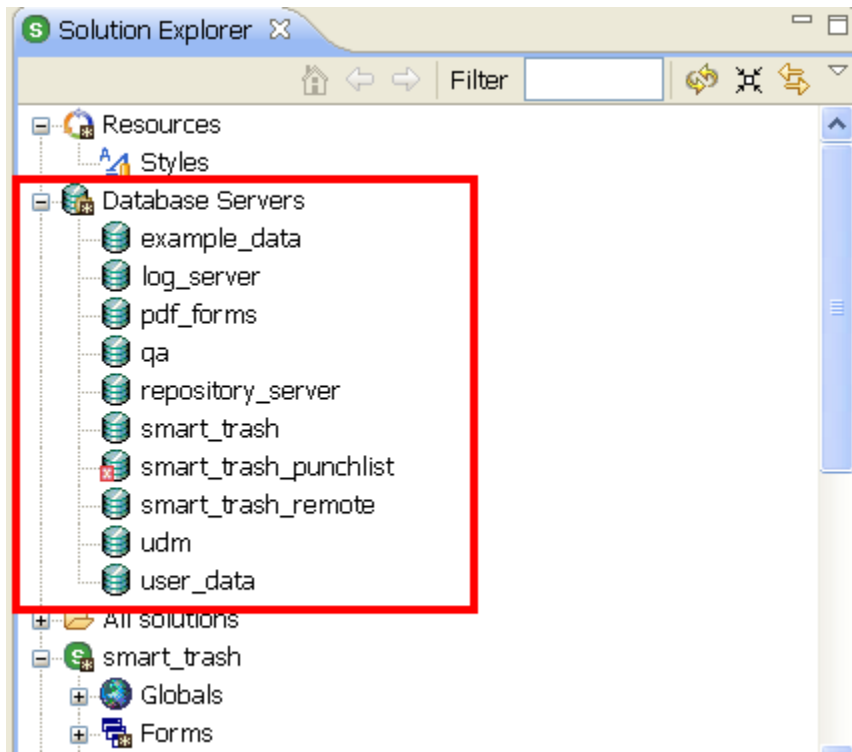 Solution Explorer
Filter
Resources
Styles
Database Servers
example_data
log_server
pdf_forms
qa
repository_server
smart_trash
smart_trash_punchlist
smart_trash_remote
udm
user_data
All solutions
smart_trash
Globals
Forms